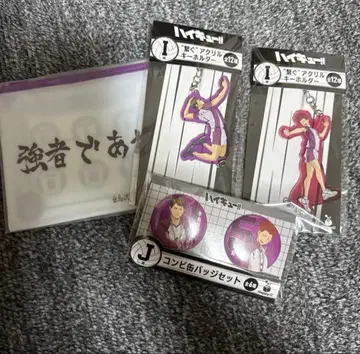 ハイキュー!!
I
"繋ぐ"アクリル
キーホルダー
全12種
ハイキュー!!
I
"繋ぐ"アクリル
キーホルダー
全12種
強者であ
ハイキュー!!
J
コンビ缶バッジセット
全6種